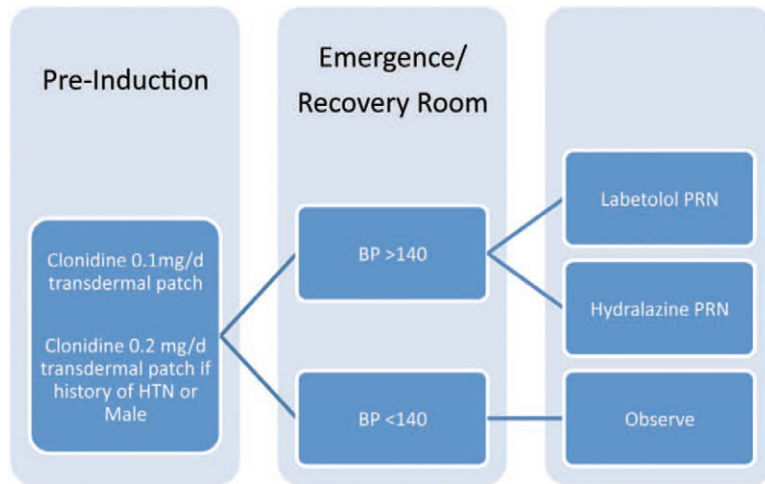 Pre-Induction
Clonidine 0.1mg/d
transdermal patch
Clonidine 0.2 mg/d
transdermal patch if
history of HTN or
Male
Emergence/
Recovery Room
BP >140
BP <140
Labetolol PRN
Hydralazine PRN
Observe